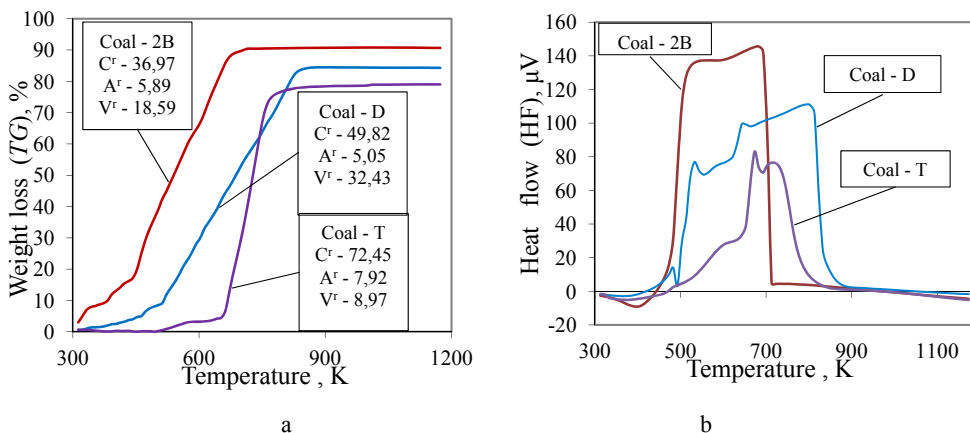 100
90
80
70
60
50
40
30
20
10
0
Weight loss (TG), %
Coal - 2B
Cʳ - 36,97
Aʳ - 5,89
Vʳ - 18,59
Coal - D
Cʳ - 49,82
Aʳ - 5,05
Vʳ - 32,43
Coal - T
Cʳ - 72,45
Aʳ - 7,92
Vʳ - 8,97
300 600 900 1200
Temperature , K
a
160
140
120
100
80
60
40
20
0
-20
Heat flow (HF), µV
Coal - 2B
Coal - D
Coal - T
300 500 700 900 1100
Temperature , K
b